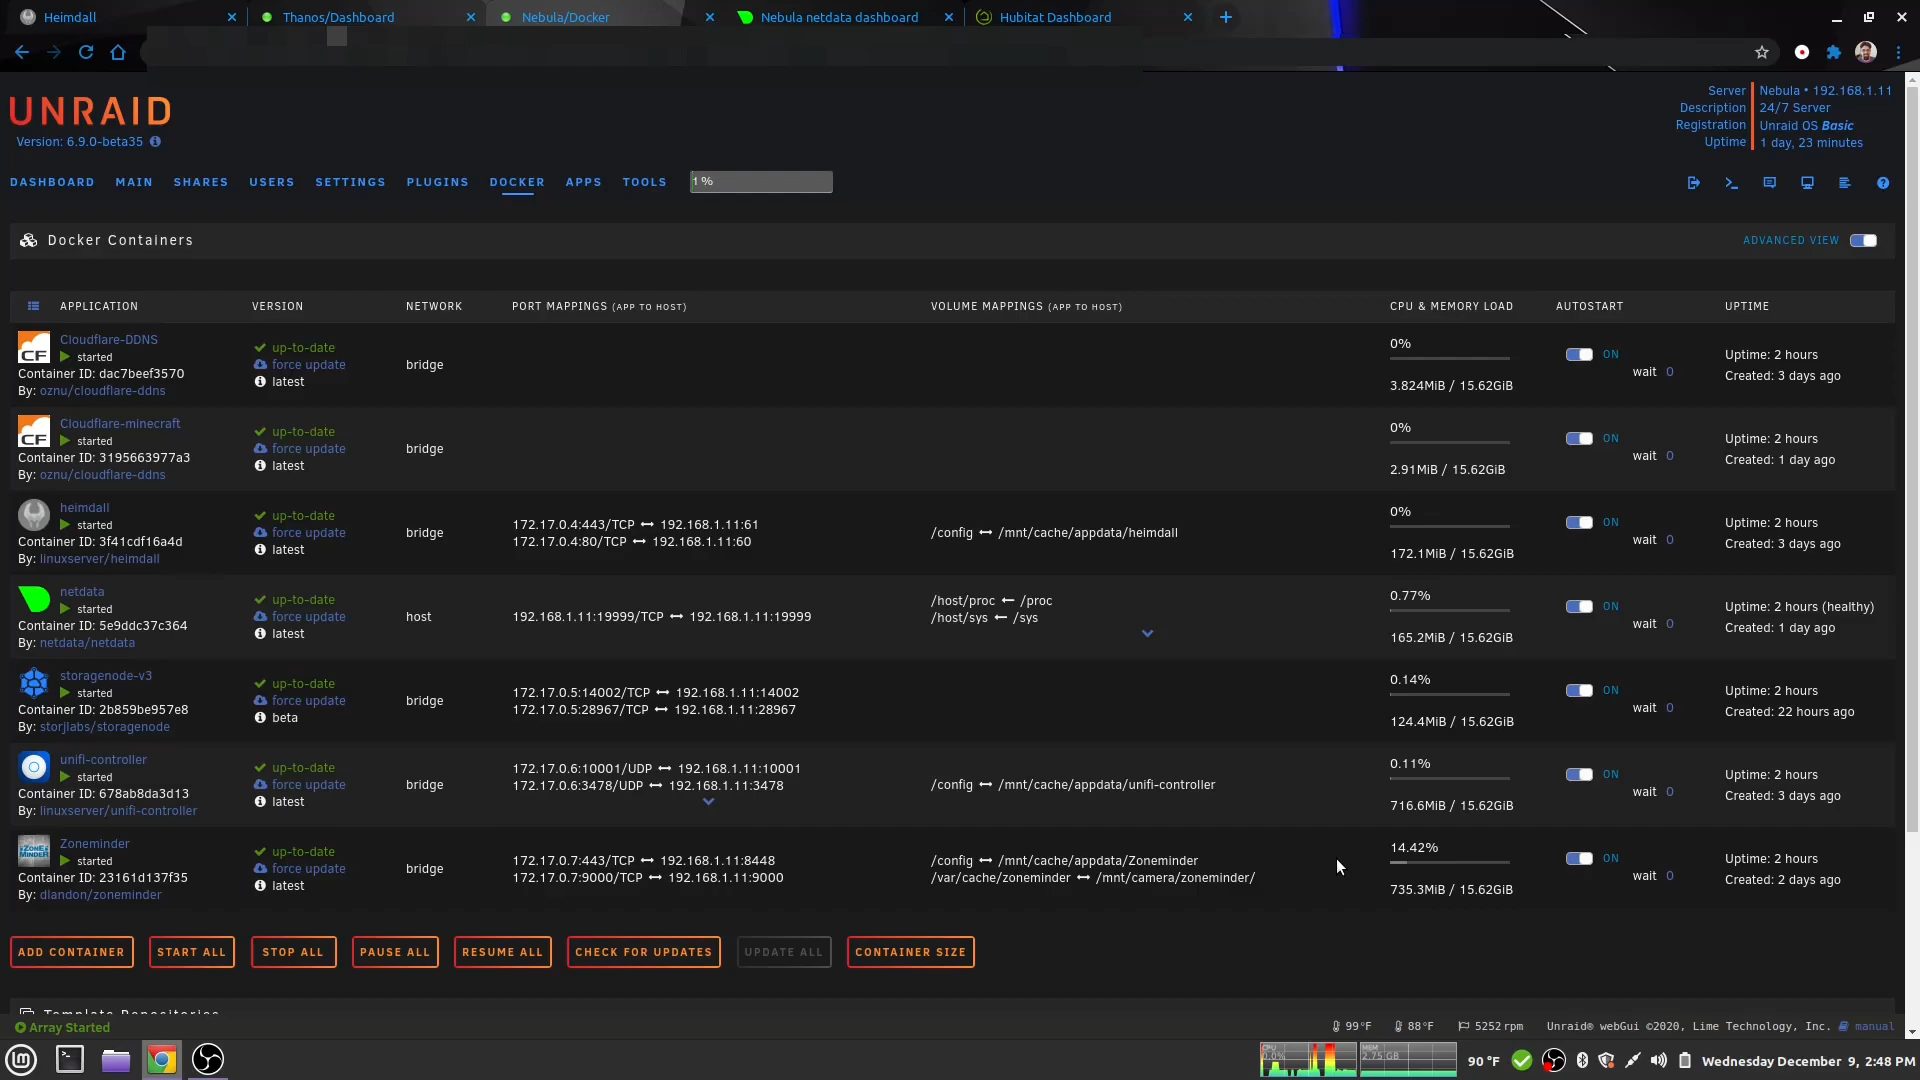 Heimdall
Thanos/Dashboard
Nebula/Docker
Nebula netdata dashboard
Hubitat Dashboard
UNRAID
Version: 6.9.0-beta35
Server Nebula • 192.168.1.11
Description 24/7 Server
Registration Unraid OS Basic
Uptime 1 day, 23 minutes
DASHBOARD MAIN SHARES USERS SETTINGS PLUGINS DOCKER APPS TOOLS 1 %
Docker Containers
ADVANCED VIEW
APPLICATION VERSION NETWORK PORT MAPPINGS (APP TO HOST) VOLUME MAPPINGS (APP TO HOST) CPU & MEMORY LOAD AUTOSTART UPTIME
Cloudflare-DDNS
started
Container ID: dac7beef3570
By: oznu/cloudflare-ddns
up-to-date
force update
latest
bridge
0%
3.824MiB / 15.62GiB
ON
wait 0
Uptime: 2 hours
Created: 3 days ago
Cloudflare-minecraft
started
Container ID: 3195663977a3
By: oznu/cloudflare-ddns
up-to-date
force update
latest
bridge
0%
2.91MiB / 15.62GiB
ON
wait 0
Uptime: 2 hours
Created: 1 day ago
heimdall
started
Container ID: 3f41cdf16a4d
By: linuxserver/heimdall
up-to-date
force update
latest
bridge
172.17.0.4:443/TCP ↔ 192.168.1.11:61
172.17.0.4:80/TCP ↔ 192.168.1.11:60
/config ↔ /mnt/cache/appdata/heimdall
0%
172.1MiB / 15.62GiB
ON
wait 0
Uptime: 2 hours
Created: 3 days ago
netdata
started
Container ID: 5e9ddc37c364
By: netdata/netdata
up-to-date
force update
latest
host
192.168.1.11:19999/TCP ↔ 192.168.1.11:19999
/host/proc ← /proc
/host/sys ← /sys
0.77%
165.2MiB / 15.62GiB
ON
wait 0
Uptime: 2 hours (healthy)
Created: 1 day ago
storagenode-v3
started
Container ID: 2b859be957e8
By: storjlabs/storagenode
up-to-date
force update
beta
bridge
172.17.0.5:14002/TCP ↔ 192.168.1.11:14002
172.17.0.5:28967/TCP ↔ 192.168.1.11:28967
0.14%
124.4MiB / 15.62GiB
ON
wait 0
Uptime: 2 hours
Created: 22 hours ago
unifi-controller
started
Container ID: 678ab8da3d13
By: linuxserver/unifi-controller
up-to-date
force update
latest
bridge
172.17.0.6:10001/UDP ↔ 192.168.1.11:10001
172.17.0.6:3478/UDP ↔ 192.168.1.11:3478
/config ↔ /mnt/cache/appdata/unifi-controller
0.11%
716.6MiB / 15.62GiB
ON
wait 0
Uptime: 2 hours
Created: 3 days ago
Zoneminder
started
Container ID: 23161d137f35
By: dlandon/zoneminder
up-to-date
force update
latest
bridge
172.17.0.7:443/TCP ↔ 192.168.1.11:8448
172.17.0.7:9000/TCP ↔ 192.168.1.11:9000
/config ↔ /mnt/cache/appdata/Zoneminder
/var/cache/zoneminder ↔ /mnt/camera/zoneminder/
14.42%
735.3MiB / 15.62GiB
ON
wait 0
Uptime: 2 hours
Created: 2 days ago
ADD CONTAINER START ALL STOP ALL PAUSE ALL RESUME ALL CHECK FOR UPDATES UPDATE ALL CONTAINER SIZE
Template Repositories
Array Started
99°F 88°F 5252 rpm Unraid® webGui ©2020, Lime Technology, Inc. manual
CPU
0.0%
MEM
2.75 GB
90 °F
Wednesday December 9, 2:48 PM